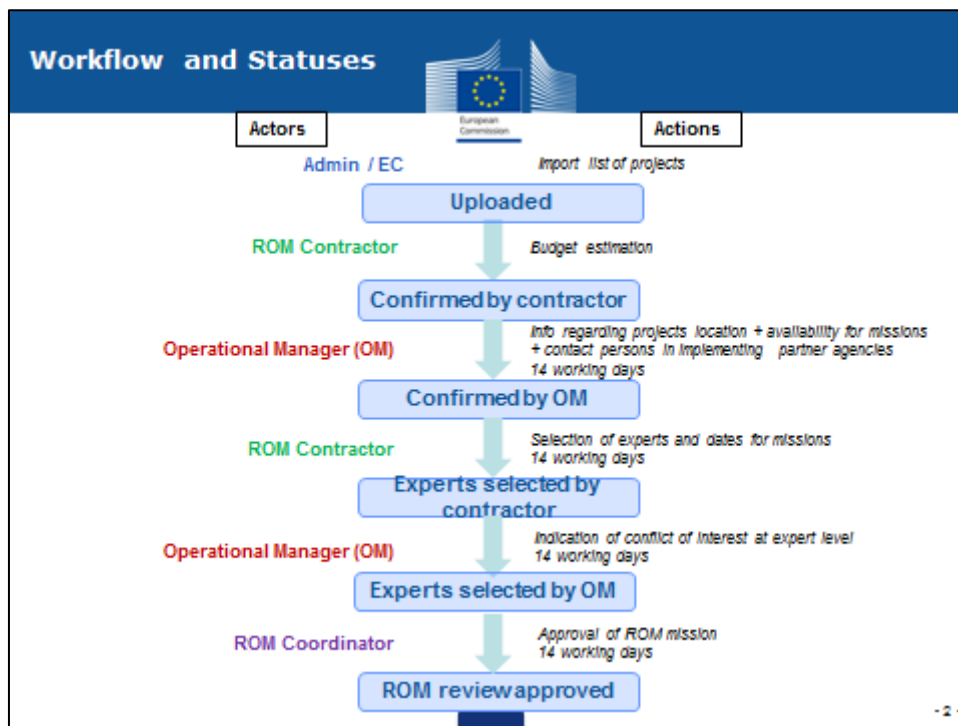 Workflow and Statuses
European
Commission
Actors
Actions
Admin / EC
Import list of projects
Uploaded
ROM Contractor
Budget estimation
Confirmed by contractor
Operational Manager (OM)
Info regarding projects location + availability for missions
+ contact persons in implementing partner agencies
14 working days
Confirmed by OM
ROM Contractor
Selection of experts and dates for missions
14 working days
Experts selected by
contractor
Operational Manager (OM)
Indication of conflict of interest at expert level
14 working days
Experts selected by OM
ROM Coordinator
Approval of ROM mission
14 working days
ROM review approved
- 2 -